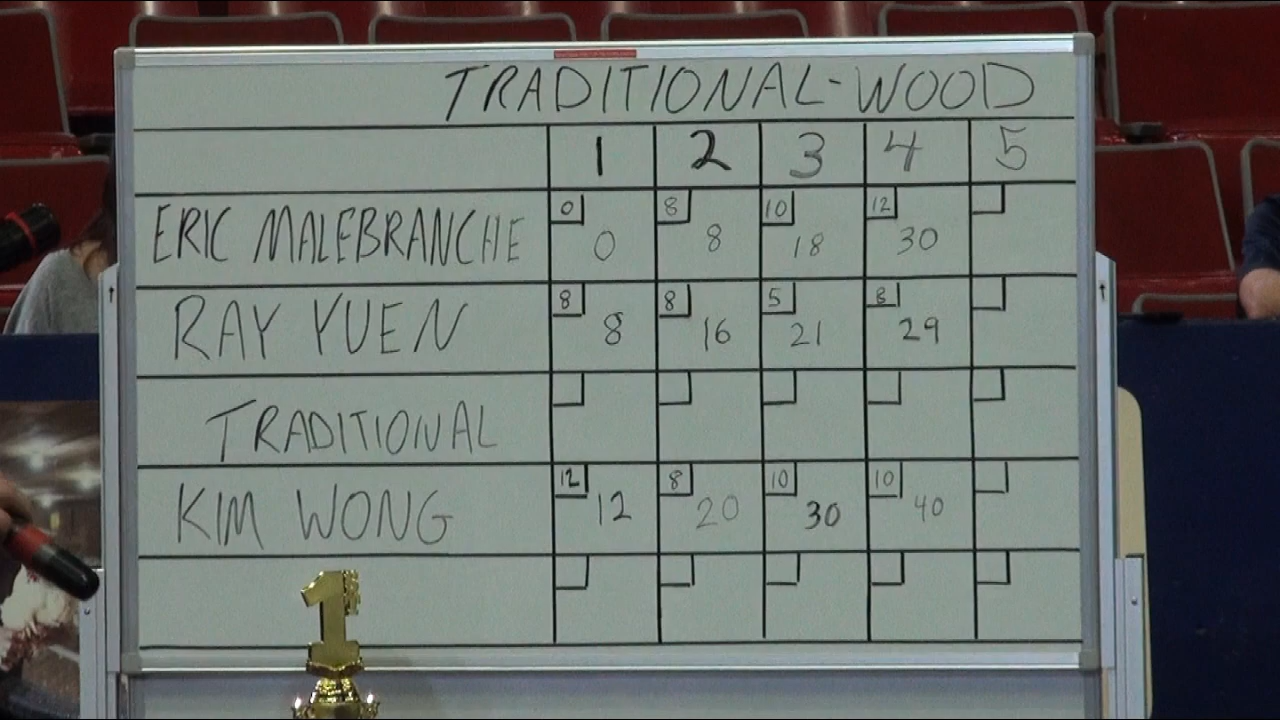 TRADITIONAL-WOOD
1 2 3 4 5
ERIC MALEBRANCHE 0 0 8 8 10 18 12 30
RAY YUEN 8 8 8 16 5 21 8 29
TRADITIONAL
KIM WONG 12 12 8 20 10 30 10 40
1